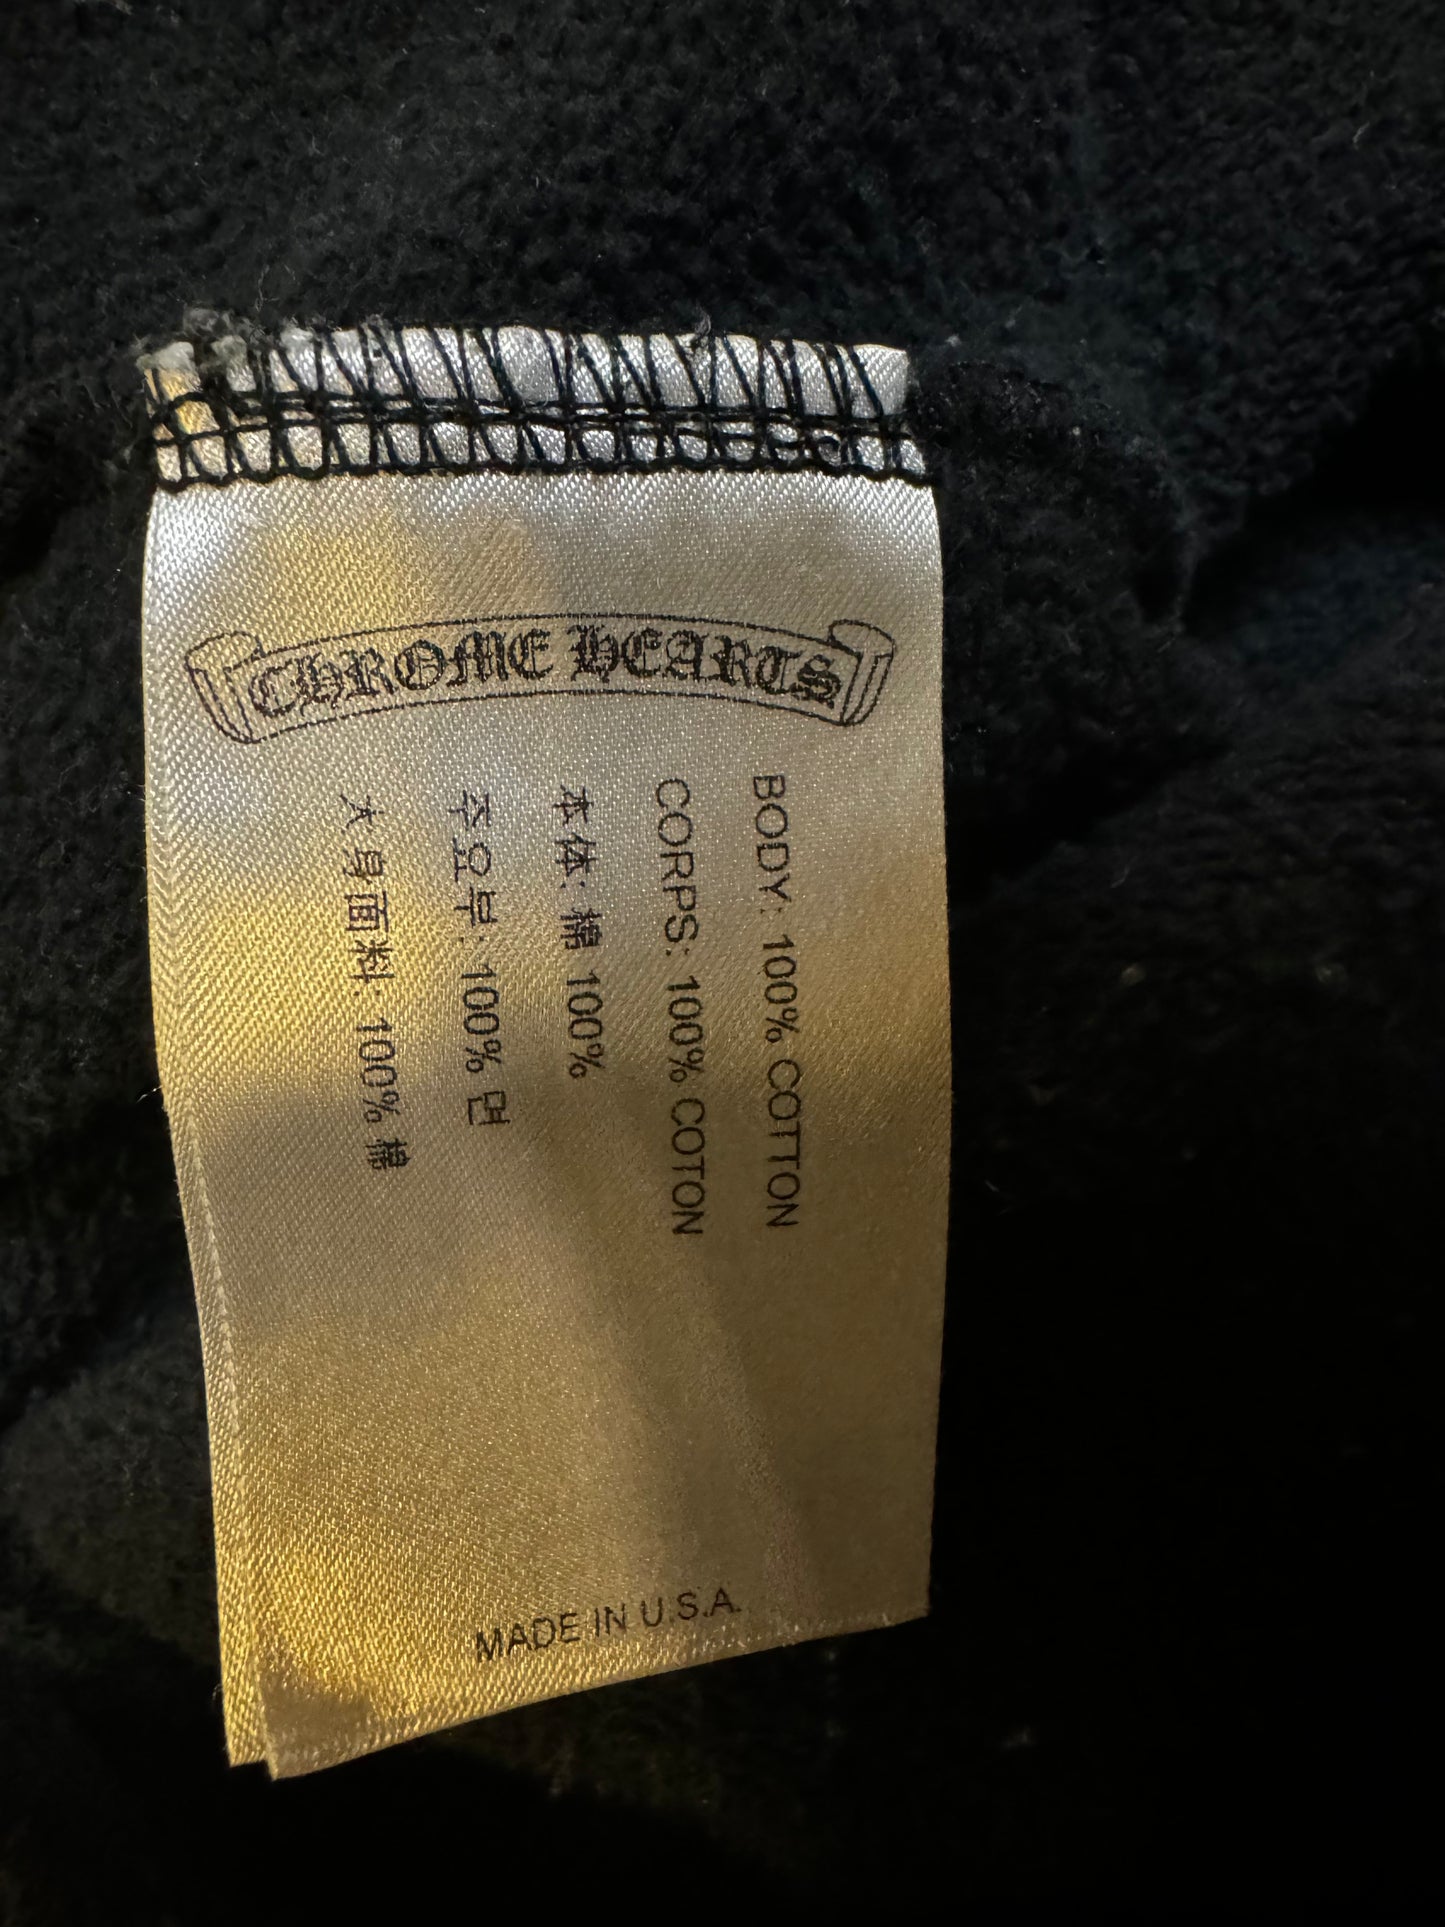 CHROME HEARTS
BODY: 100% COTTON
CORPS: 100% COTON
本体: 棉 100%
주요부: 100% 면
大身面料: 100% 棉
MADE IN U.S.A.